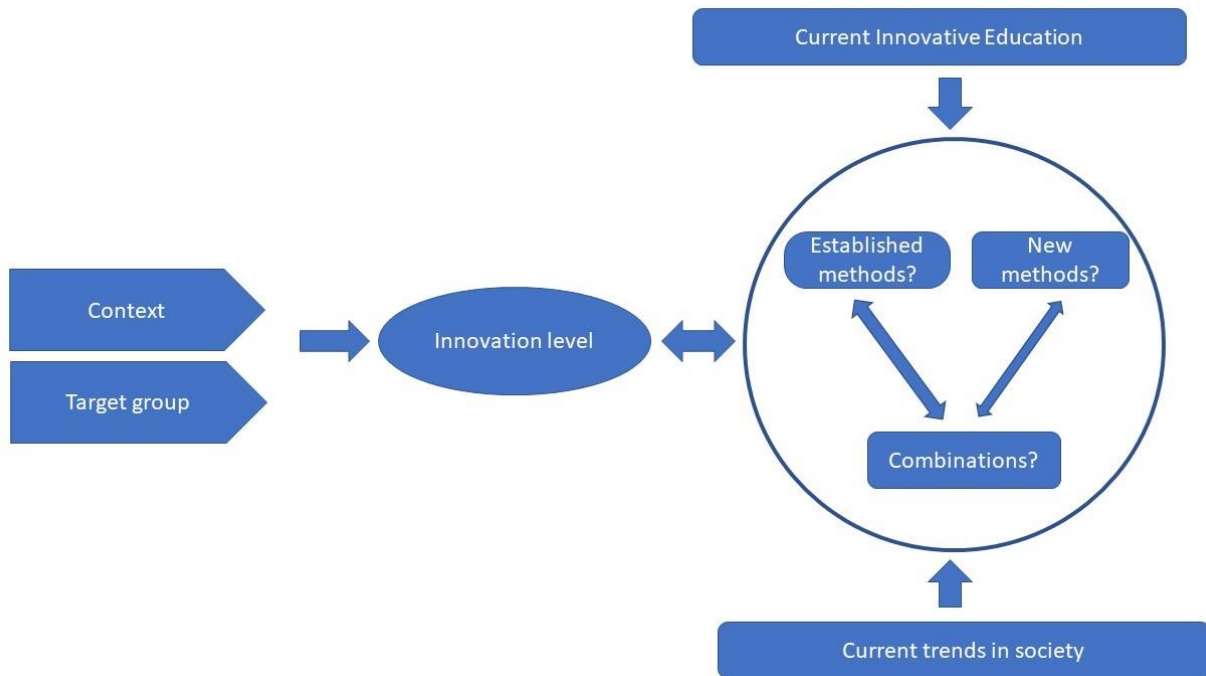 Current Innovative Education
Established
methods?
New
methods?
Context
Innovation level
Target group
Combinations?
Current trends in society